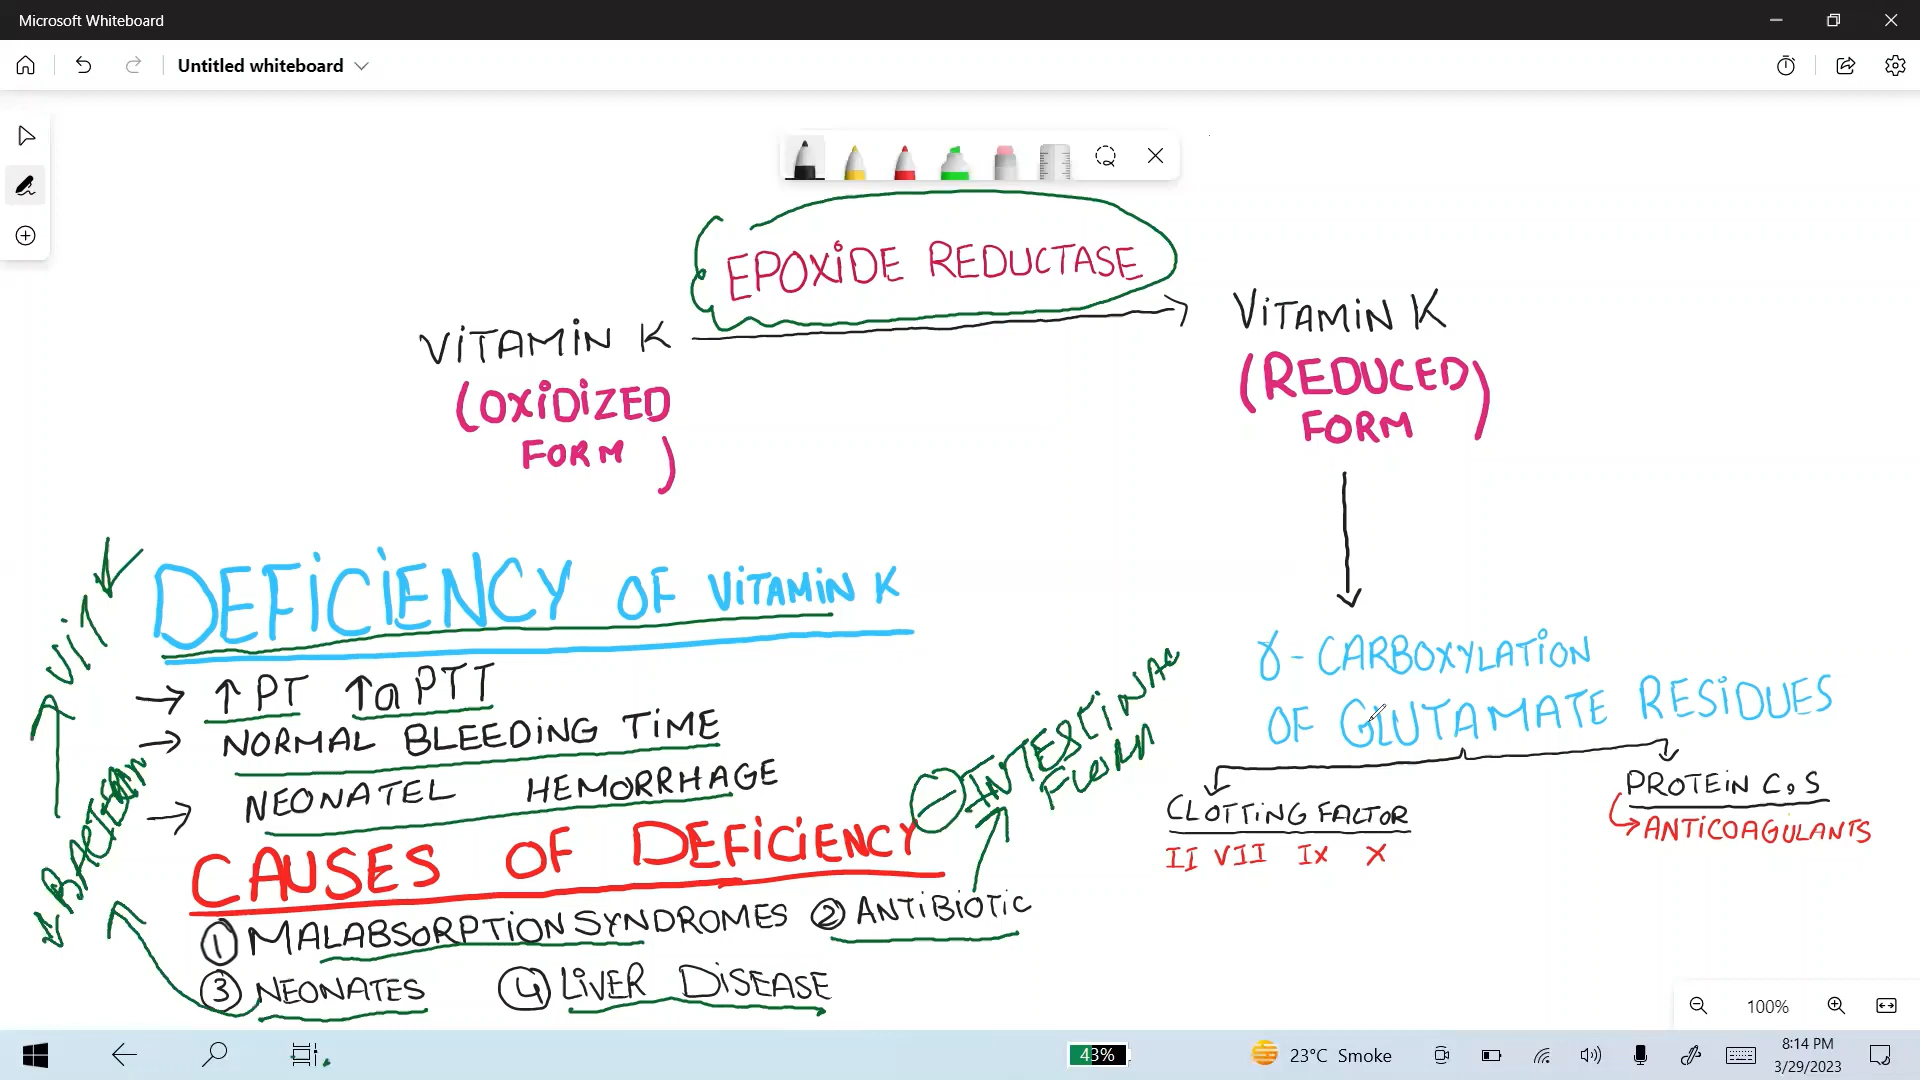 Microsoft Whiteboard
Untitled whiteboard
EPOXIDE REDUCTASE
VITAMIN K
(OXIDIZED
FORM)
VITAMIN K
(REDUCED
FORM)
γ-CARBOXYLATION
OF GLUTAMATE RESIDUES
CLOTTING FACTOR
II VII IX X
PROTEIN C, S
ANTICOAGULANTS
DEFICIENCY OF VITAMIN K
→ ↑PT ↑aPTT
→ NORMAL BLEEDING TIME
→ NEONATEL HEMORRHAGE
CAUSES OF DEFICIENCY
① MALABSORPTION SYNDROMES ② ANTIBIOTIC
③ NEONATES ④ LIVER DISEASE
⊖ INTESTINAL
VIT K
100%
43%
23°C Smoke
8:14 PM
3/29/2023